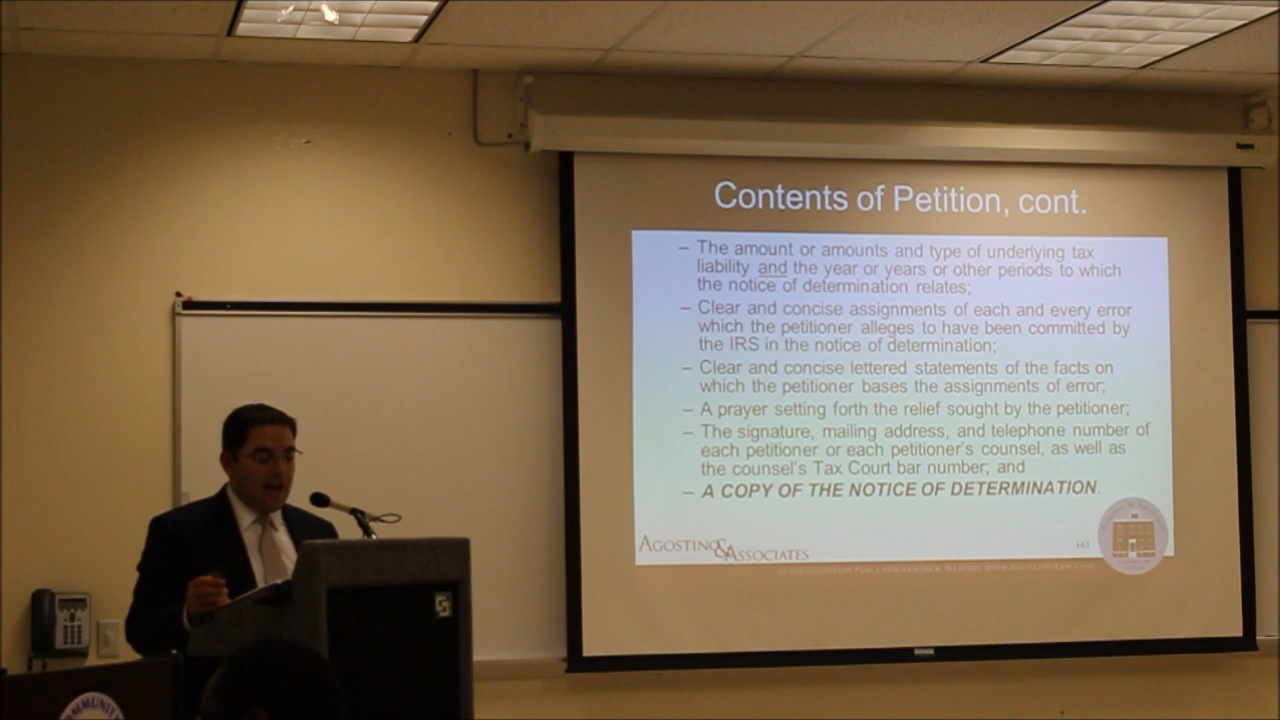 Contents of Petition, cont.
– The amount or amounts and type of underlying tax
liability and the year or years or other periods to which
the notice of determination relates;
– Clear and concise assignments of each and every error
which the petitioner alleges to have been committed by
the IRS in the notice of determination;
– Clear and concise lettered statements of the facts on
which the petitioner bases the assignments of error;
– A prayer setting forth the relief sought by the petitioner;
– The signature, mailing address, and telephone number of
each petitioner or each petitioner's counsel, as well as
the counsel's Tax Court bar number; and
– A COPY OF THE NOTICE OF DETERMINATION.
AGOSTINO & ASSOCIATES
161
14 WASHINGTON PLACE HACKENSACK, NJ